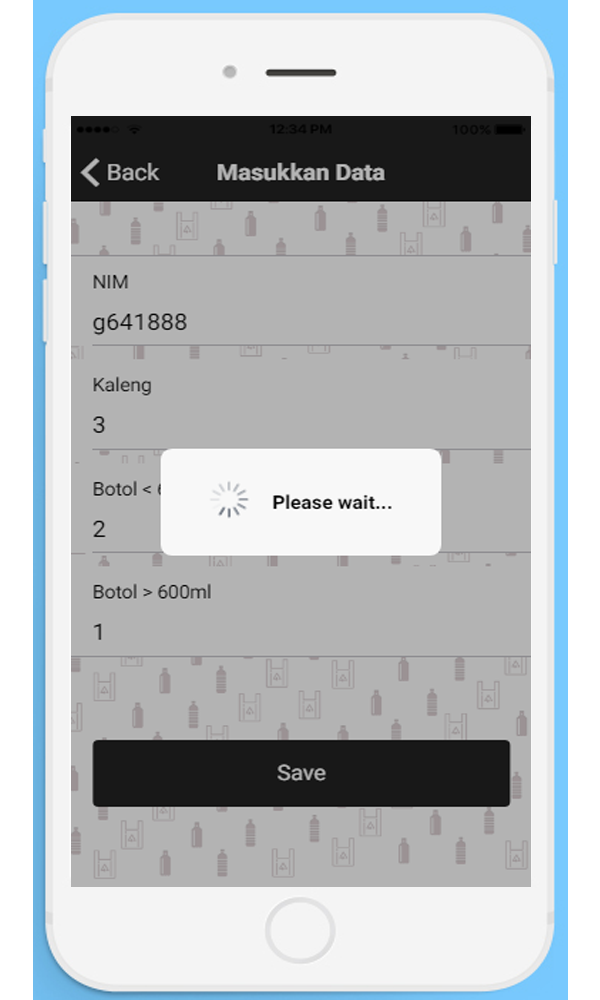 12:34 PM 100%
Back Masukkan Data
NIM
g641888
Kaleng
3
Botol <
2
Please wait...
Botol > 600ml
1
Save